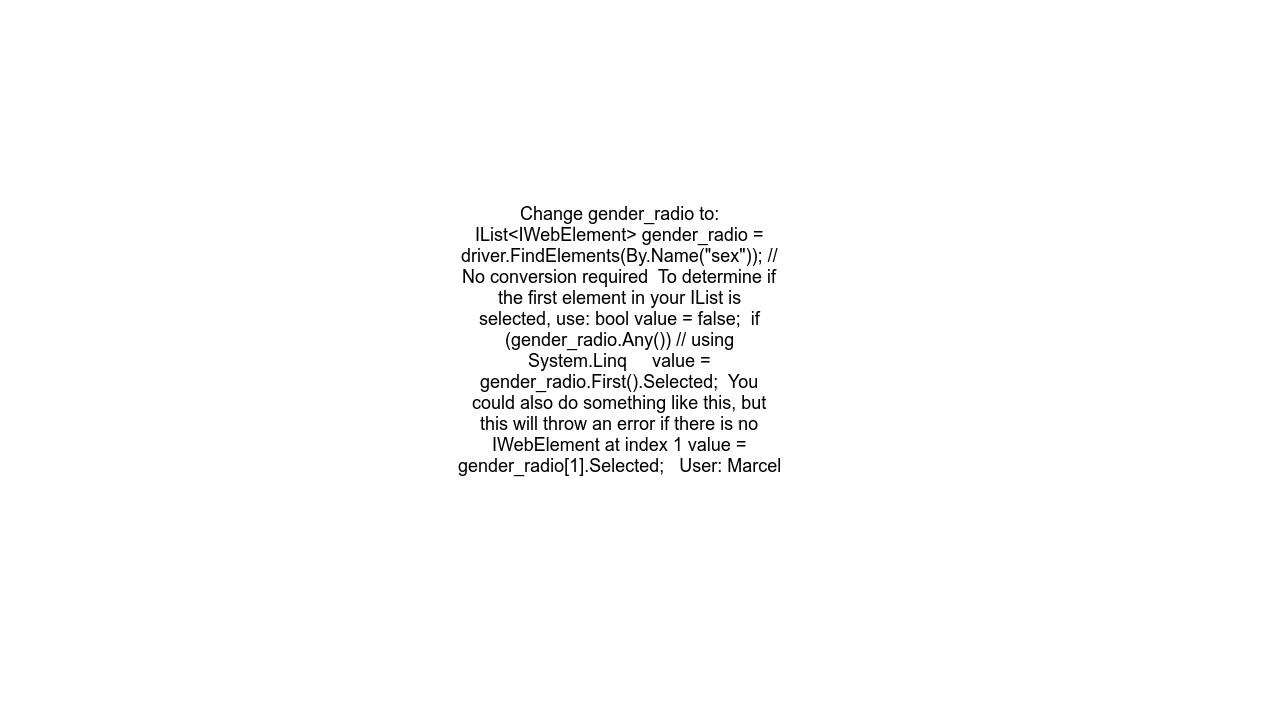 Change gender_radio to:
IList<IWebElement> gender_radio =
driver.FindElements(By.Name("sex")); //
No conversion required  To determine if
the first element in your IList is
selected, use: bool value = false;  if
(gender_radio.Any()) // using
System.Linq     value =
gender_radio.First().Selected;  You
could also do something like this, but
this will throw an error if there is no
IWebElement at index 1 value =
gender_radio[1].Selected;   User: Marcel